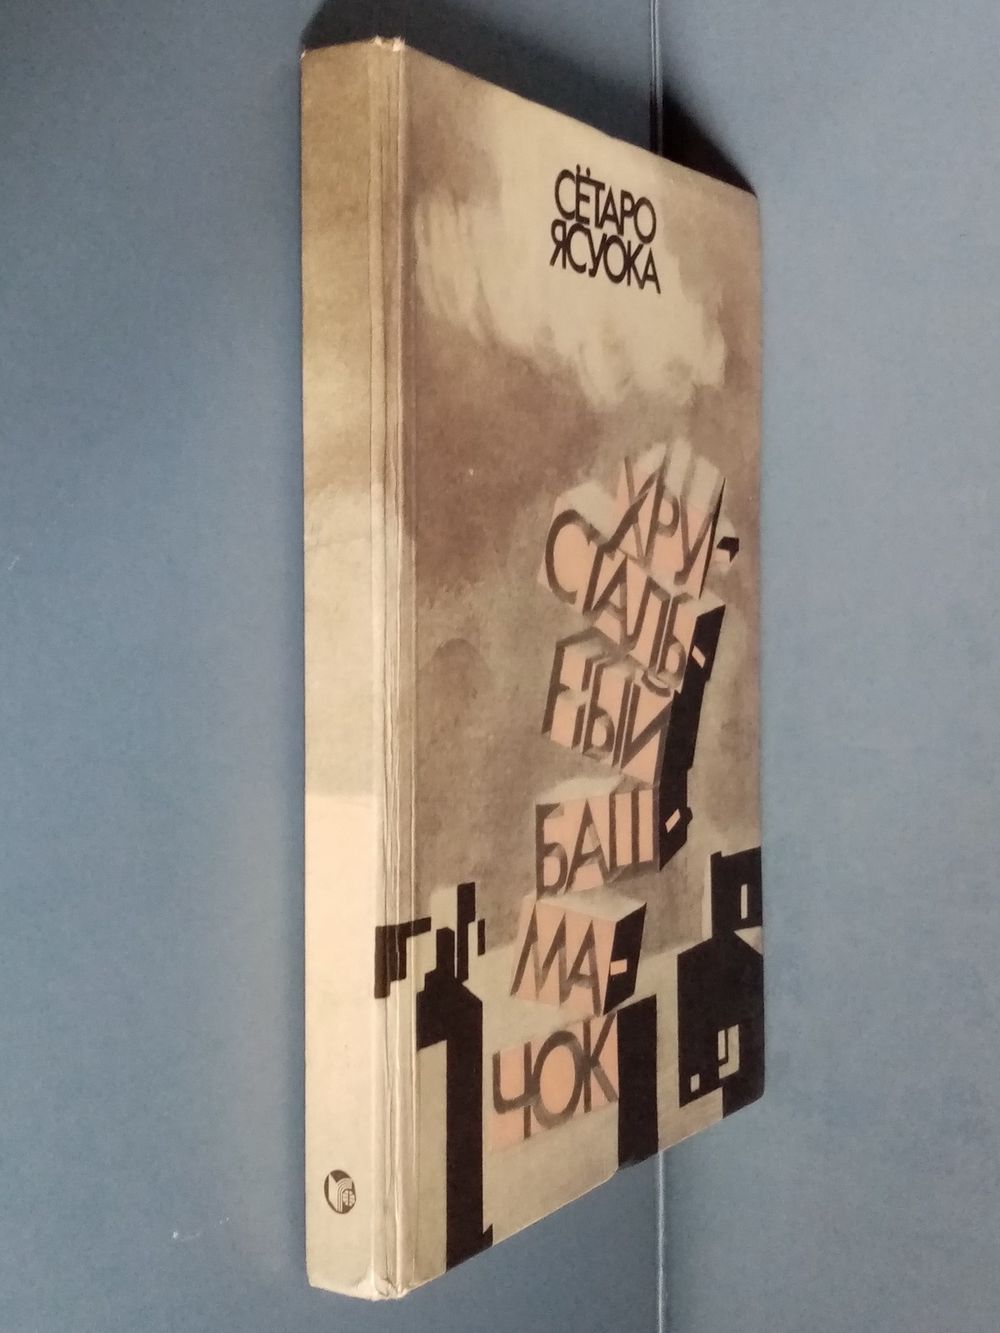 СЁТАРО
ЯСУОКА
ХРУ-
СТАЛЬ-
НЫЙ
БАШ-
МА-
ЧОК